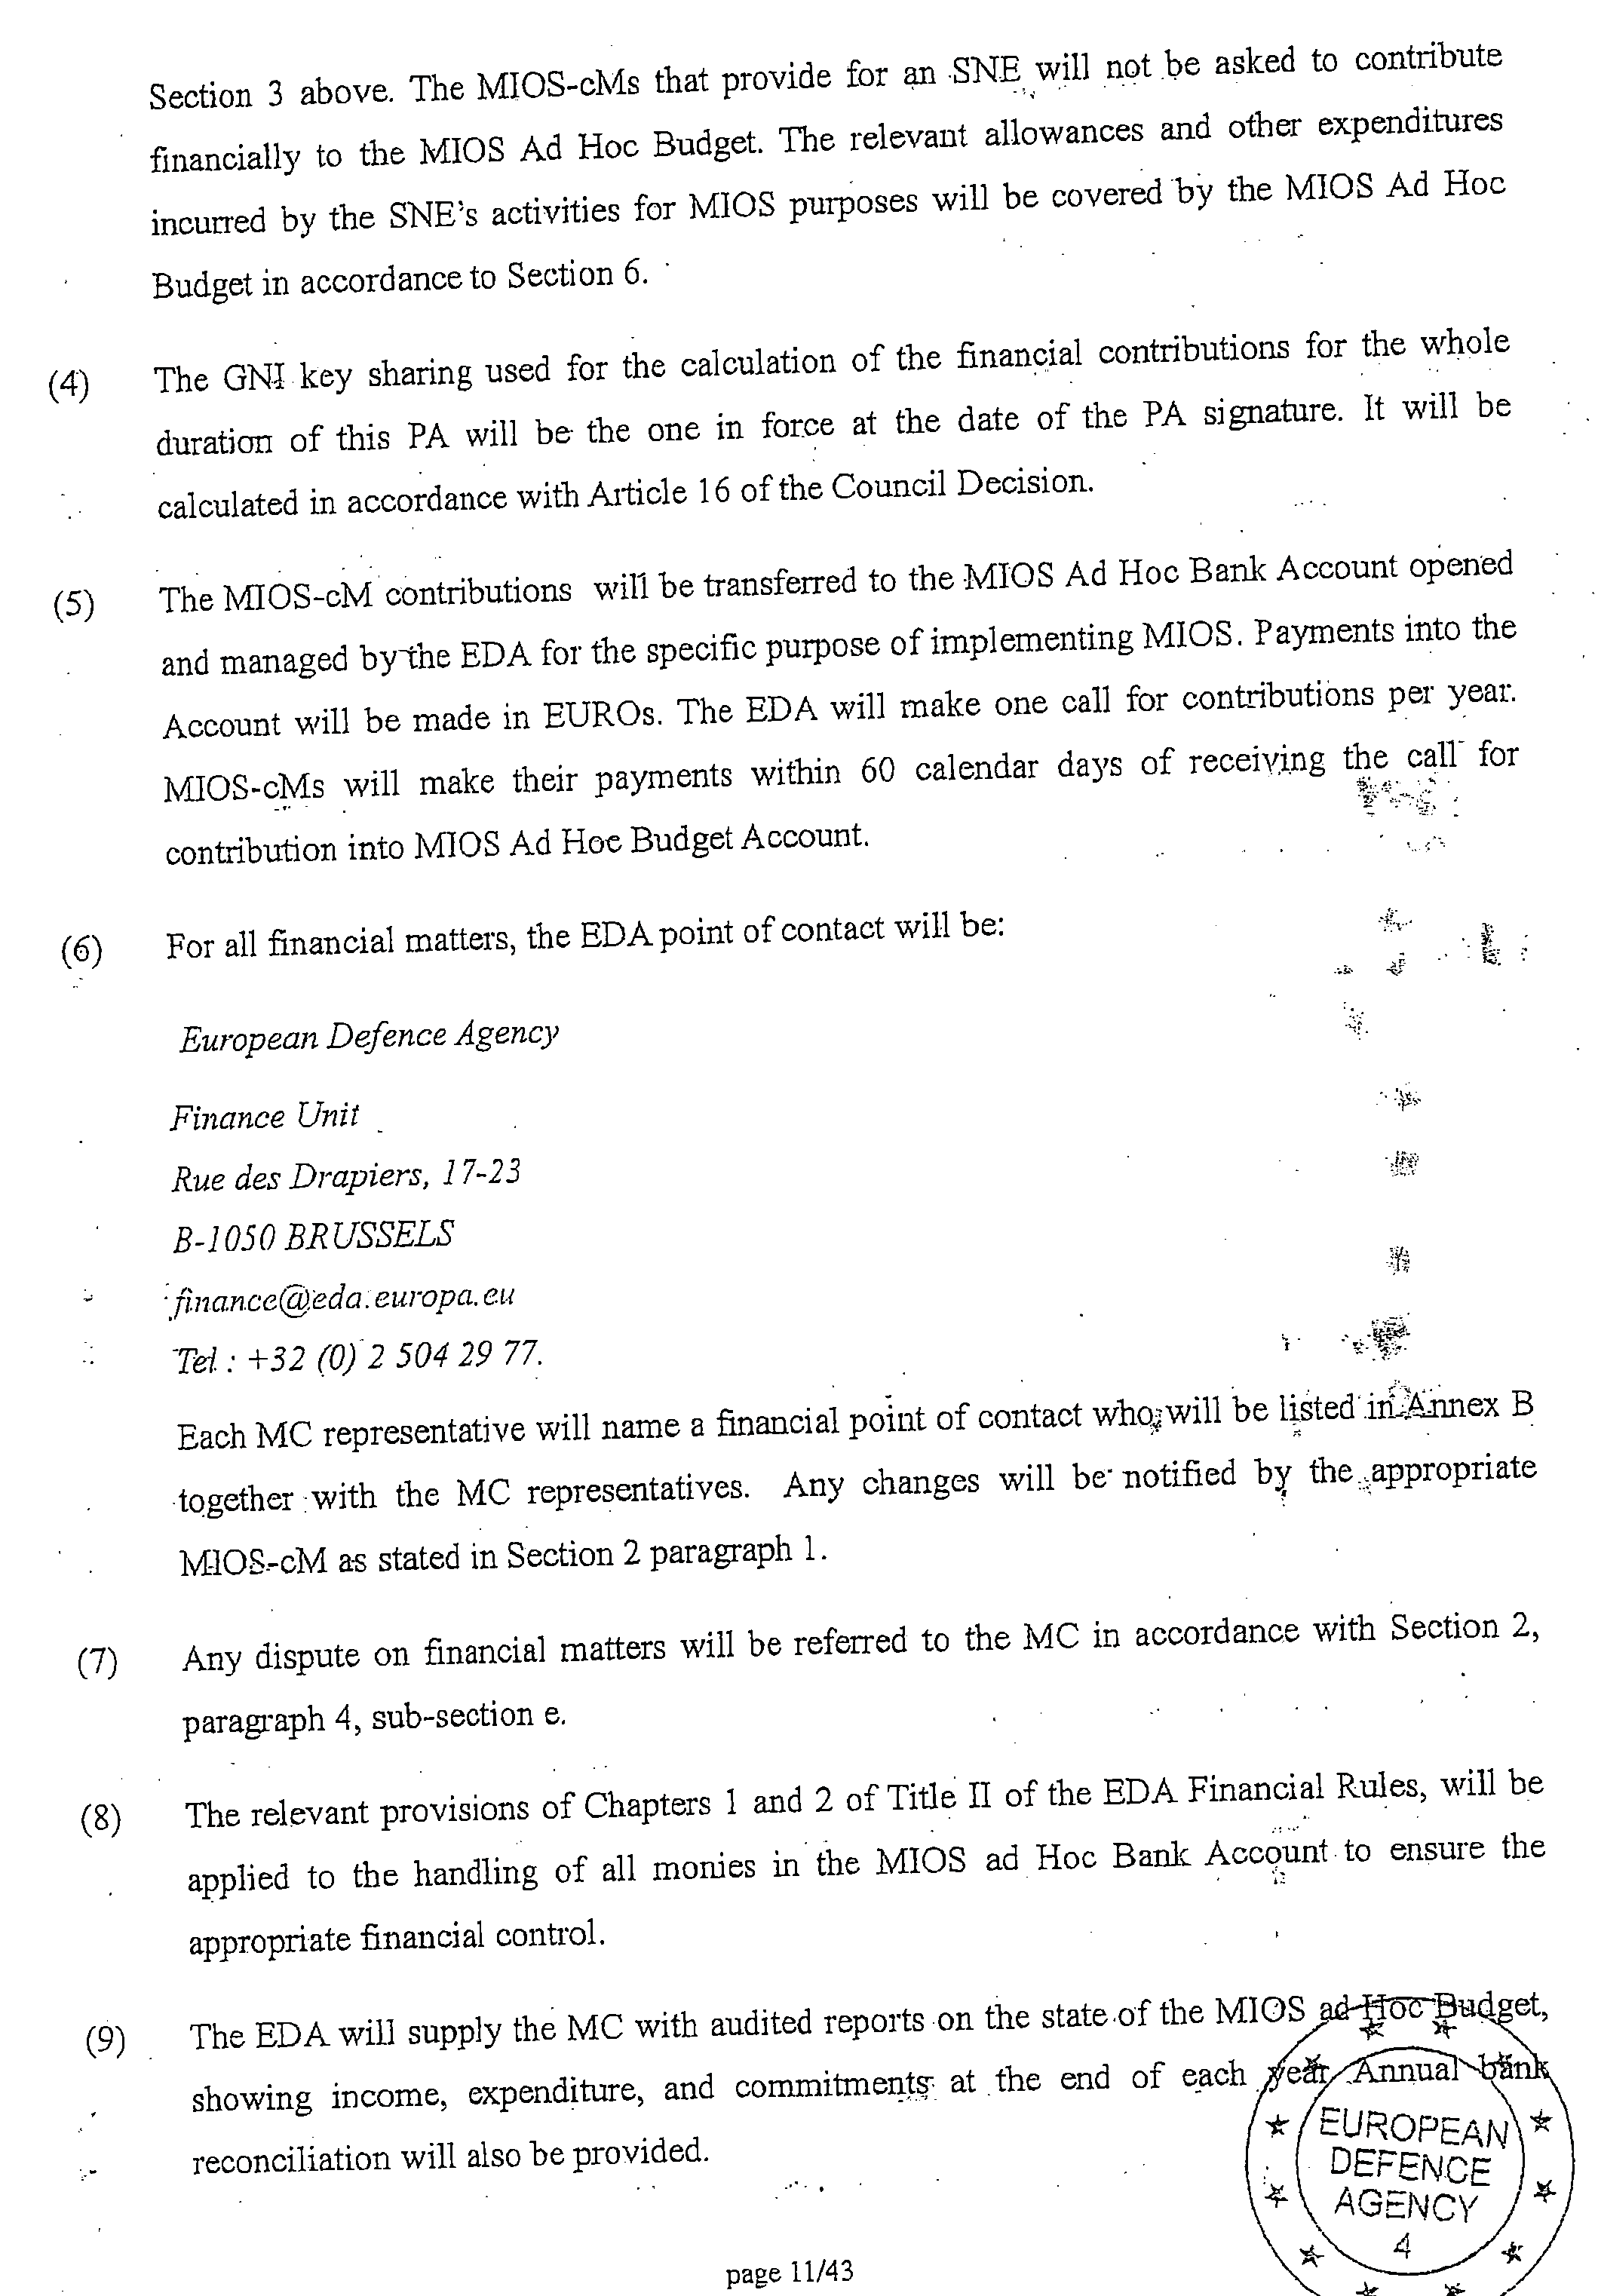 Section 3 above. The MIOS-cMs that provide for an SNE will not be asked to contribute
financially to the MIOS Ad Hoc Budget. The relevant allowances and other expenditures
incurred by the SNE's activities for MIOS purposes will be covered by the MIOS Ad Hoc
Budget in accordance to Section 6.
(4) The GNI key sharing used for the calculation of the financial contributions for the whole
duration of this PA will be the one in force at the date of the PA signature. It will be
calculated in accordance with Article 16 of the Council Decision.
(5) The MIOS-cM contributions will be transferred to the MIOS Ad Hoc Bank Account opened
and managed by the EDA for the specific purpose of implementing MIOS. Payments into the
Account will be made in EUROs. The EDA will make one call for contributions per year.
MIOS-cMs will make their payments within 60 calendar days of receiving the call for
contribution into MIOS Ad Hoc Budget Account.
(6) For all financial matters, the EDA point of contact will be:
European Defence Agency
Finance Unit
Rue des Drapiers, 17-23
B-1050 BRUSSELS
finance@eda.europa.eu
Tel : +32 (0) 2 504 29 77.
Each MC representative will name a financial point of contact who will be listed in Annex B
together with the MC representatives. Any changes will be notified by the appropriate
MIOS-cM as stated in Section 2 paragraph 1.
(7) Any dispute on financial matters will be referred to the MC in accordance with Section 2,
paragraph 4, sub-section e.
(8) The relevant provisions of Chapters 1 and 2 of Title II of the EDA Financial Rules, will be
applied to the handling of all monies in the MIOS ad Hoc Bank Account to ensure the
appropriate financial control.
(9) The EDA will supply the MC with audited reports on the state of the MIOS ad Hoc Budget,
showing income, expenditure, and commitments at the end of each year. Annual bank
reconciliation will also be provided.
EUROPEAN
DEFENCE
AGENCY
4
page 11/43